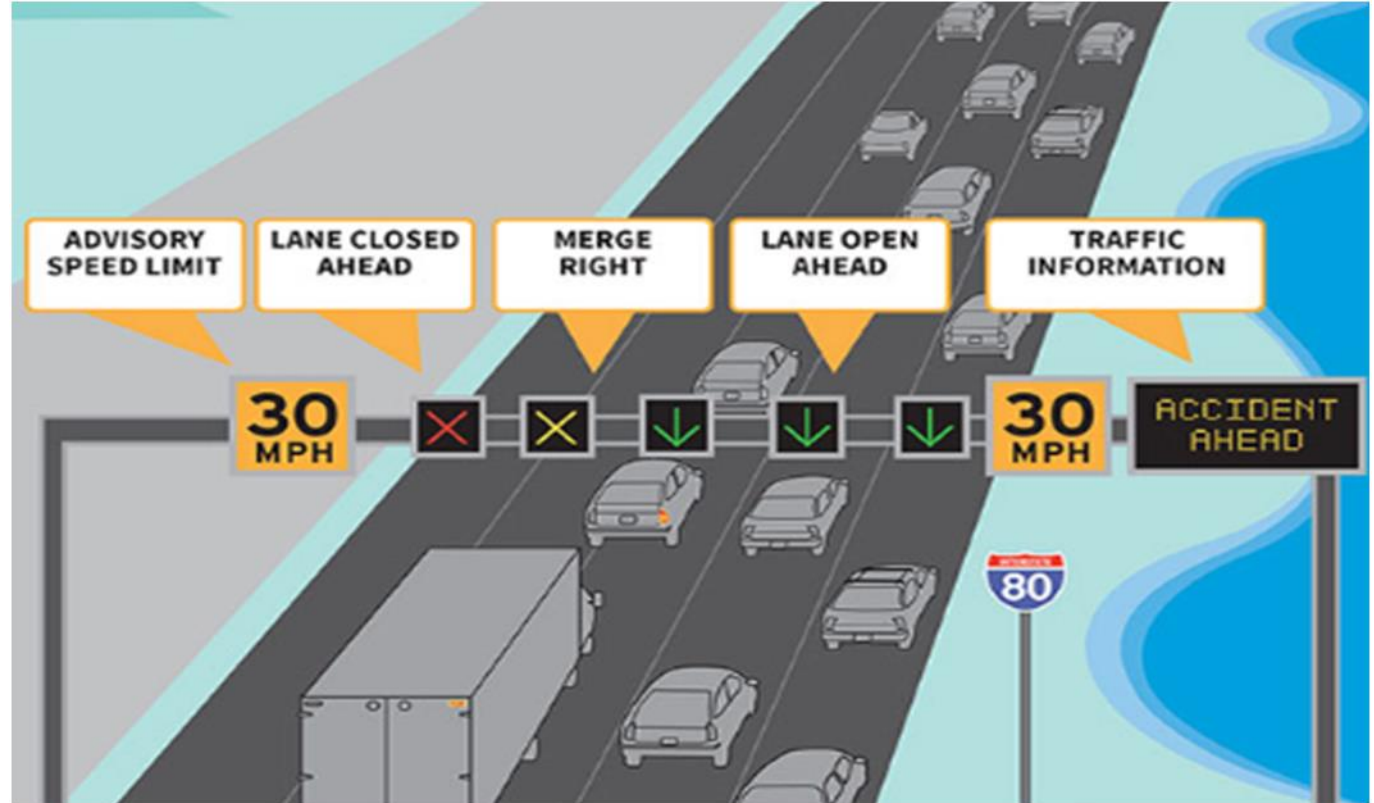 ADVISORY
SPEED LIMIT
LANE CLOSED
AHEAD
MERGE
RIGHT
LANE OPEN
AHEAD
TRAFFIC
INFORMATION
30
MPH
30
MPH
ACCIDENT
AHEAD
INTERSTATE
80